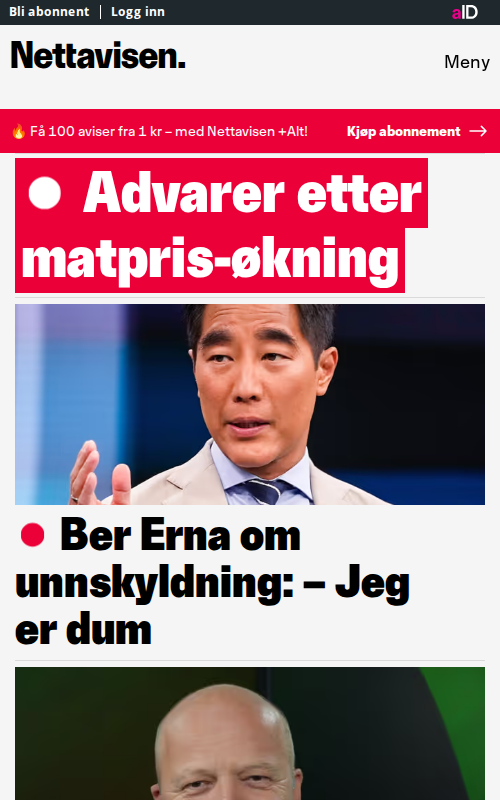 Bli abonnent | Logg inn
aID
Nettavisen.
Meny
🔥 Få 100 aviser fra 1 kr – med Nettavisen +Alt!
Kjøp abonnement →
Advarer etter
matpris-økning
Ber Erna om
unnskyldning: – Jeg
er dum